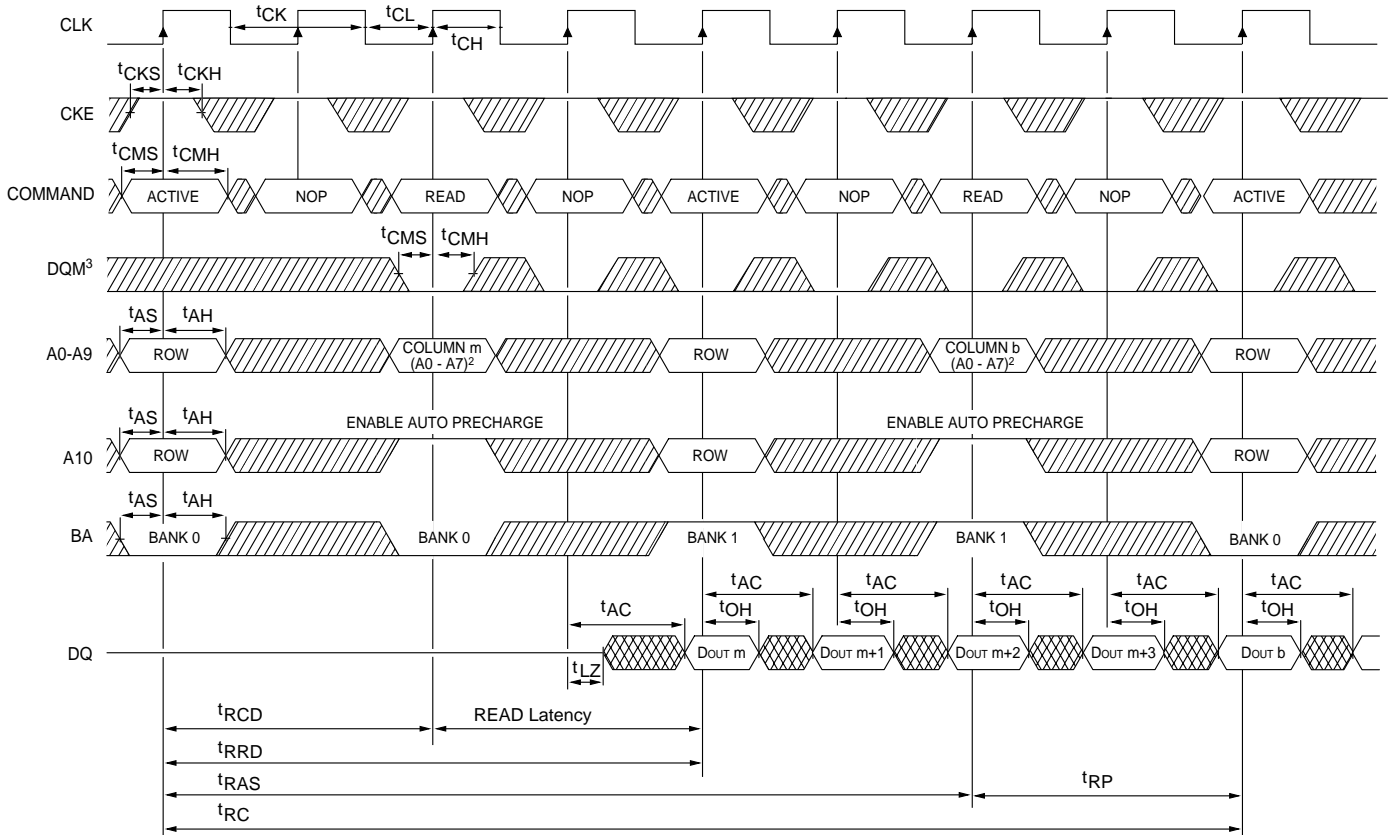 tCK tCL
CLK
tCH
tCKS tCKH
CKE
tCMS tCMH
COMMAND ACTIVE NOP READ NOP ACTIVE NOP READ NOP ACTIVE
tCMS tCMH
DQM3
tAS tAH
A0-A9 ROW COLUMN m ROW COLUMN b ROW
(A0 - A7)2 (A0 - A7)2
tAS tAH ENABLE AUTO PRECHARGE ENABLE AUTO PRECHARGE
A10 ROW ROW ROW
tAS tAH
BA BANK 0 BANK 0 BANK 1 BANK 1 BANK 0
tAC tAC tAC tAC tAC tAC
tOH tOH tOH tOH tOH
DQ DOUT m DOUT m+1 DOUT m+2 DOUT m+3 DOUT b
tLZ
tRCD READ Latency
tRRD
tRAS tRP
tRC